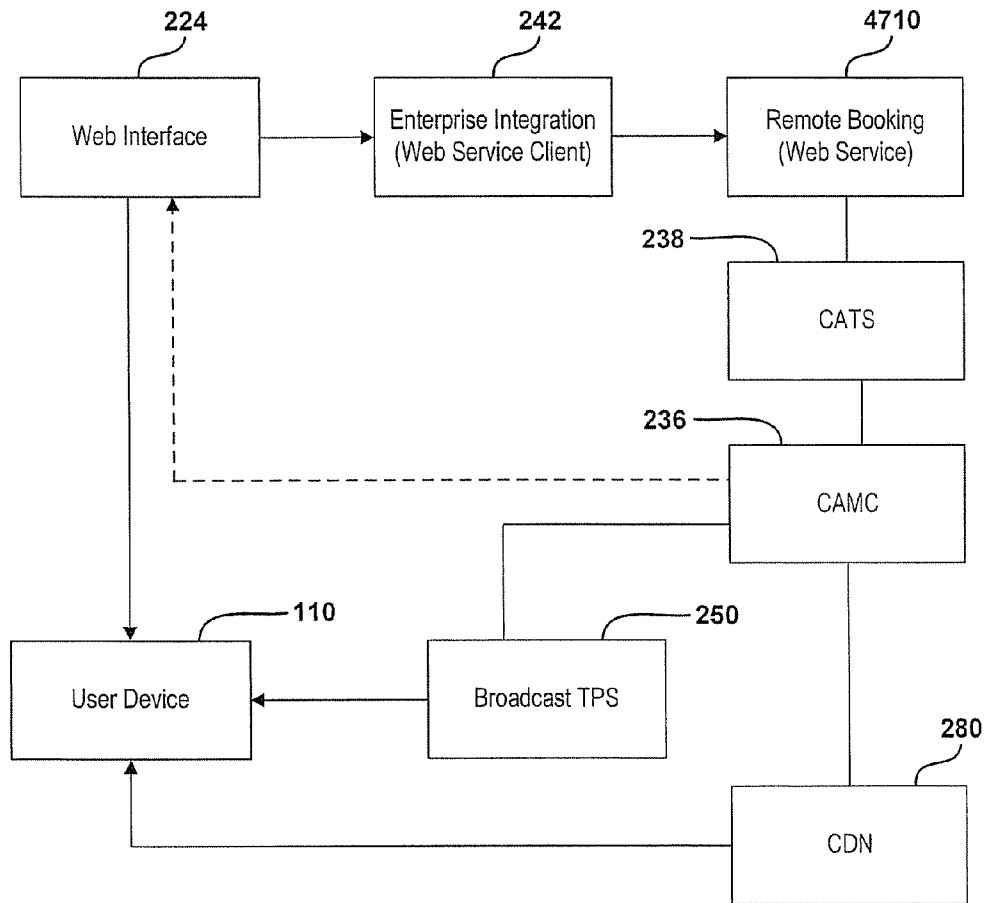 224
242
4710
Web Interface
Enterprise Integration
(Web Service Client)
Remote Booking
(Web Service)
238
CATS
236
CAMC
110
250
User Device
Broadcast TPS
280
CDN